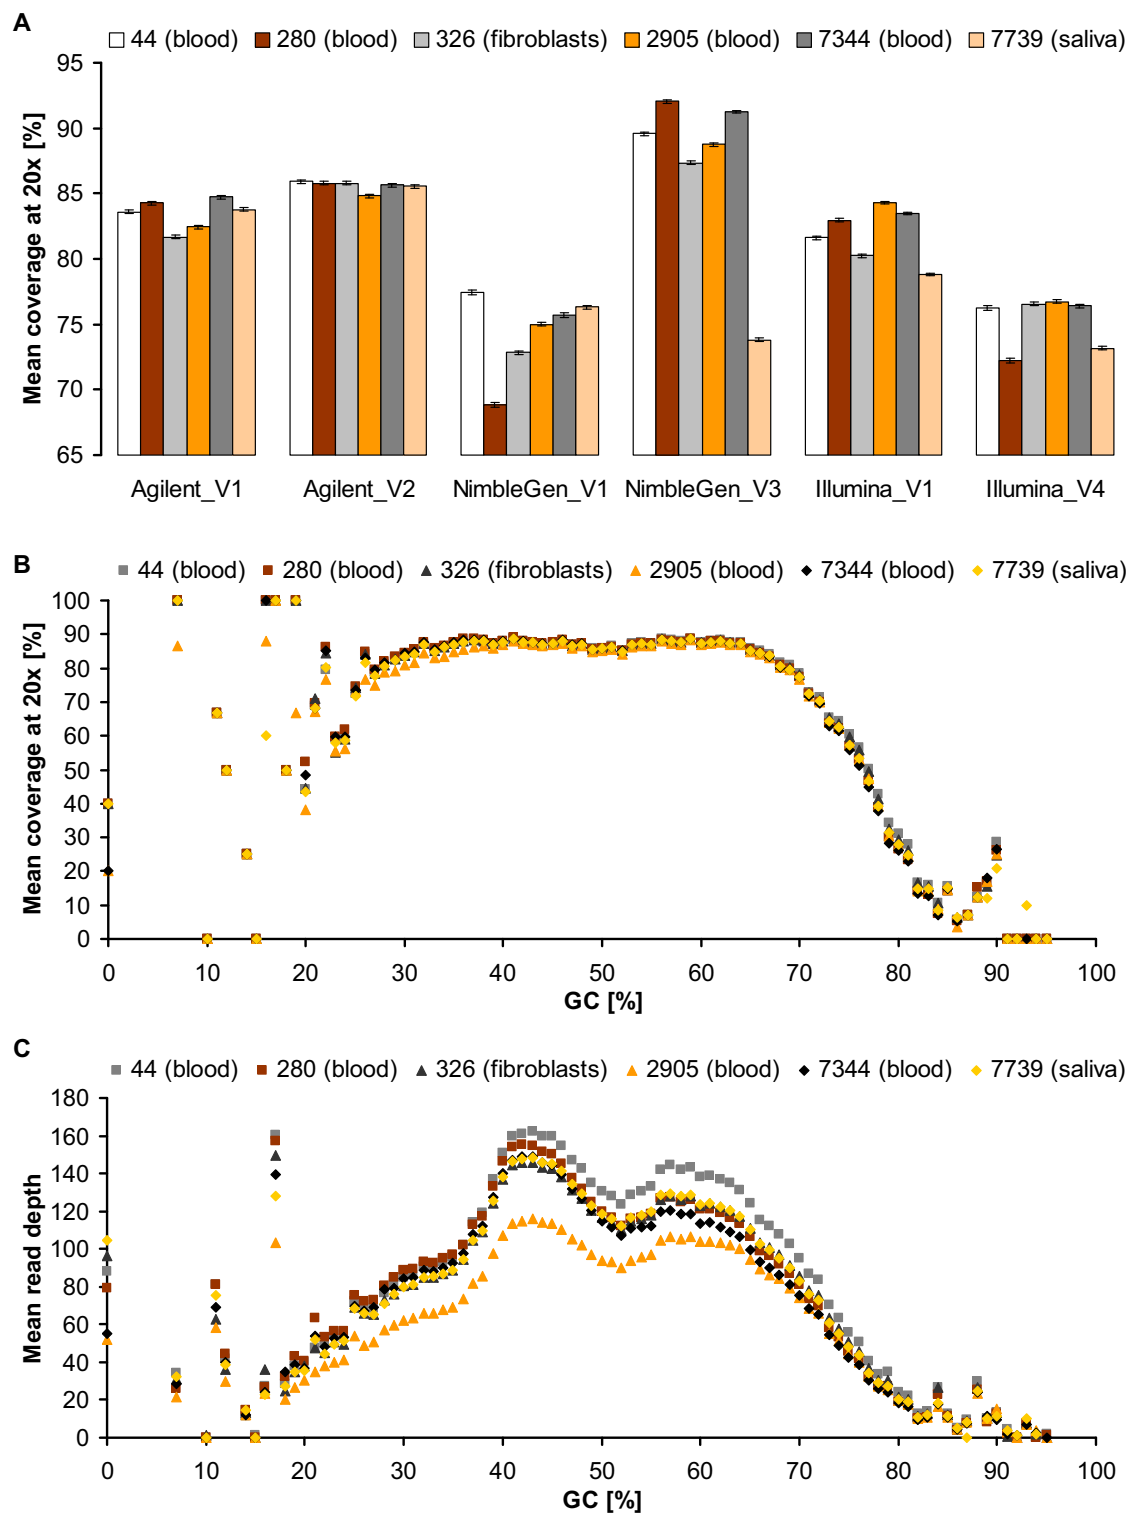 A
44 (blood) 280 (blood) 326 (fibroblasts) 2905 (blood) 7344 (blood) 7739 (saliva)
Mean coverage at 20x [%]
95
90
85
80
75
70
65
Agilent_V1 Agilent_V2 NimbleGen_V1 NimbleGen_V3 Illumina_V1 Illumina_V4
B
44 (blood) 280 (blood) 326 (fibroblasts) 2905 (blood) 7344 (blood) 7739 (saliva)
Mean coverage at 20x [%]
100
90
80
70
60
50
40
30
20
10
0
0 10 20 30 40 50 60 70 80 90 100
GC [%]
C
44 (blood) 280 (blood) 326 (fibroblasts) 2905 (blood) 7344 (blood) 7739 (saliva)
Mean read depth
180
160
140
120
100
80
60
40
20
0
0 10 20 30 40 50 60 70 80 90 100
GC [%]